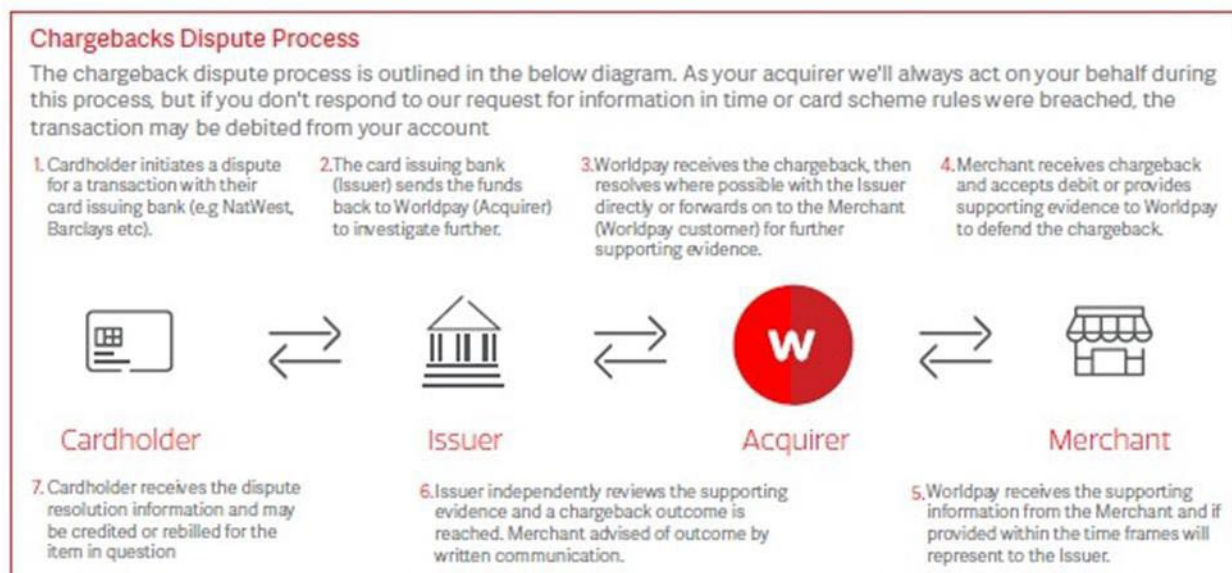 Chargebacks Dispute Process
The chargeback dispute process is outlined in the below diagram. As your acquirer we'll always act on your behalf during
this process, but if you don't respond to our request for information in time or card scheme rules were breached, the
transaction may be debited from your account
1. Cardholder initiates a dispute
for a transaction with their
card issuing bank (e.g NatWest,
Barclays etc).
2.The card issuing bank
(Issuer) sends the funds
back to Worldpay (Acquirer)
to investigate further.
3.Worldpay receives the chargeback, then
resolves where possible with the Issuer
directly or forwards on to the Merchant
(Worldpay customer) for further
supporting evidence.
4.Merchant receives chargeback
and accepts debit or provides
supporting evidence to Worldpay
to defend the chargeback.
W
Cardholder
Issuer
Acquirer
Merchant
7. Cardholder receives the dispute
resolution information and may
be credited or rebilled for the
item in question
6.Issuer independently reviews the supporting
evidence and a chargeback outcome is
reached. Merchant advised of outcome by
written communication.
5.Worldpay receives the supporting
information from the Merchant and if
provided within the time frames will
represent to the Issuer.